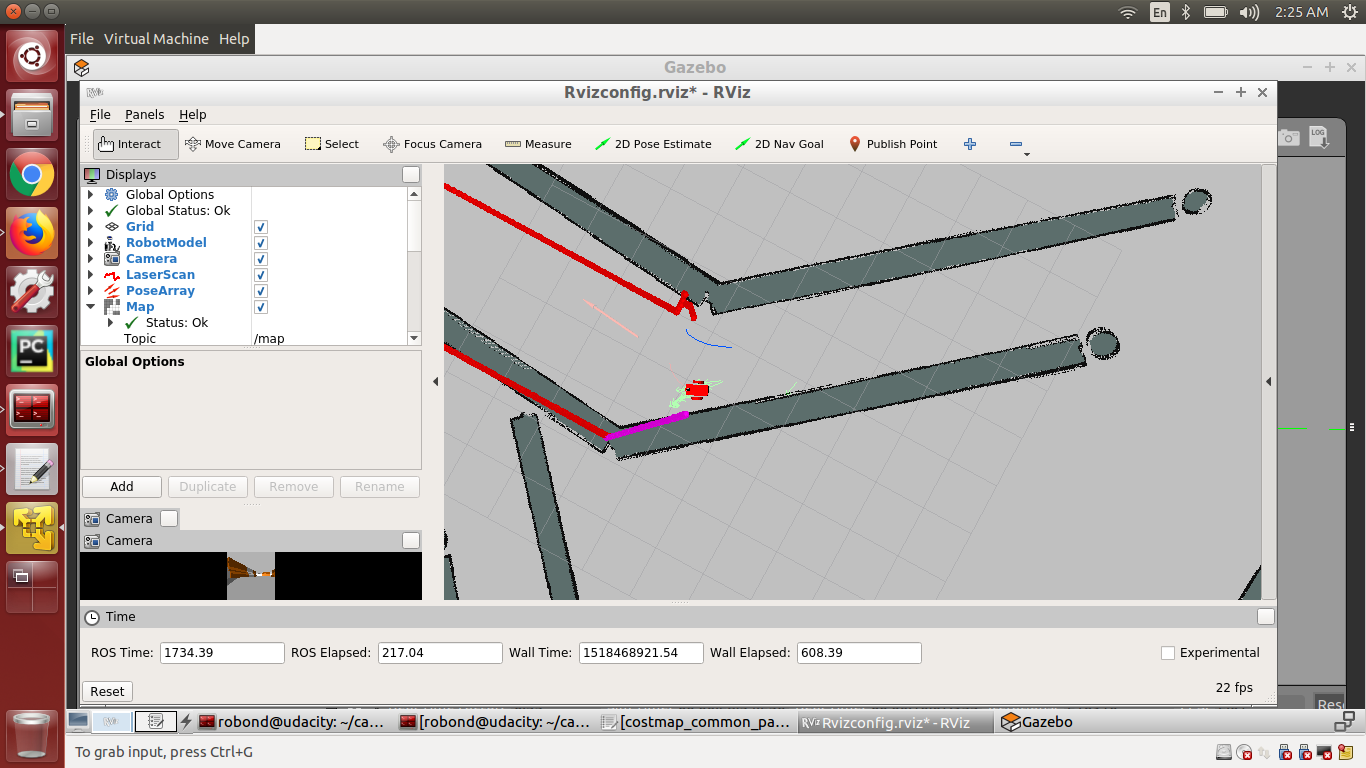 En
2:25 AM
File Virtual Machine Help
Gazebo
LOG
RViz
Rvizconfig.rviz* - RViz
File Panels Help
Interact Move Camera Select Focus Camera Measure 2D Pose Estimate 2D Nav Goal Publish Point
Displays
Global Options
Global Status: Ok
Grid
RobotModel
Camera
LaserScan
PoseArray
Map
Status: Ok
Topic /map
Global Options
Add Duplicate Remove Rename
Camera
Camera
PC
Time
ROS Time: 1734.39 ROS Elapsed: 217.04 Wall Time: 1518468921.54 Wall Elapsed: 608.39 Experimental
Reset
22 fps
robond@udacity: ~/ca... [robond@udacity: ~/ca... [costmap_common_pa... RViz Rvizconfig.rviz* - RViz Gazebo
To grab input, press Ctrl+G